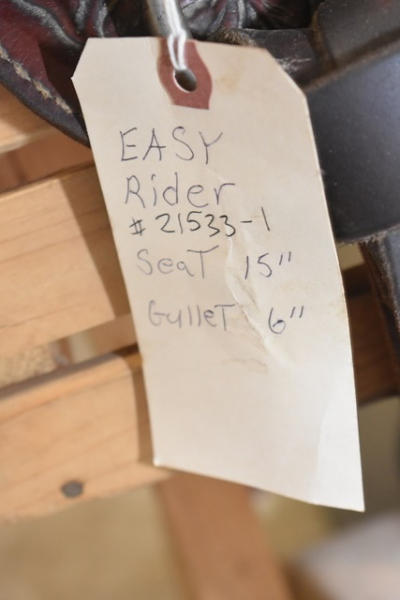 EASY
Rider
# 21533-1
SeaT 15"
GulleT 6"